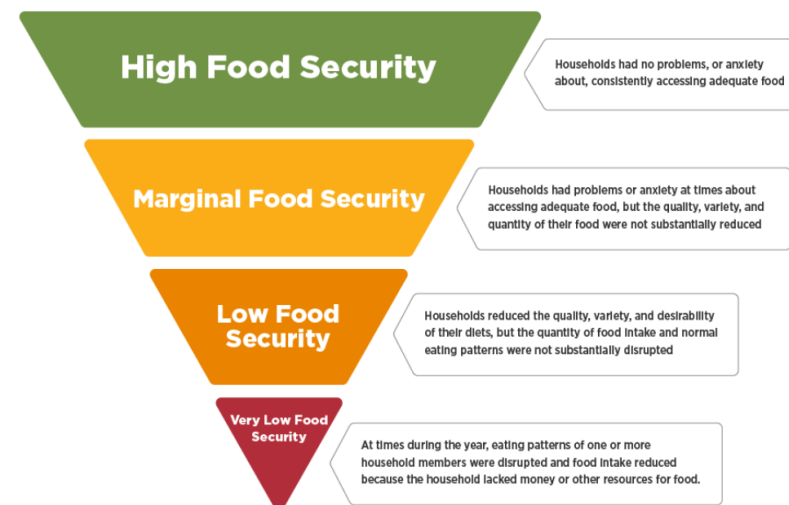 High Food Security
Households had no problems, or anxiety
about, consistently accessing adequate food
Marginal Food Security
Households had problems or anxiety at times about
accessing adequate food, but the quality, variety, and
quantity of their food were not substantially reduced
Low Food
Security
Households reduced the quality, variety, and desirability
of their diets, but the quantity of food intake and normal
eating patterns were not substantially disrupted
Very Low Food
Security
At times during the year, eating patterns of one or more
household members were disrupted and food intake reduced
because the household lacked money or other resources for food.